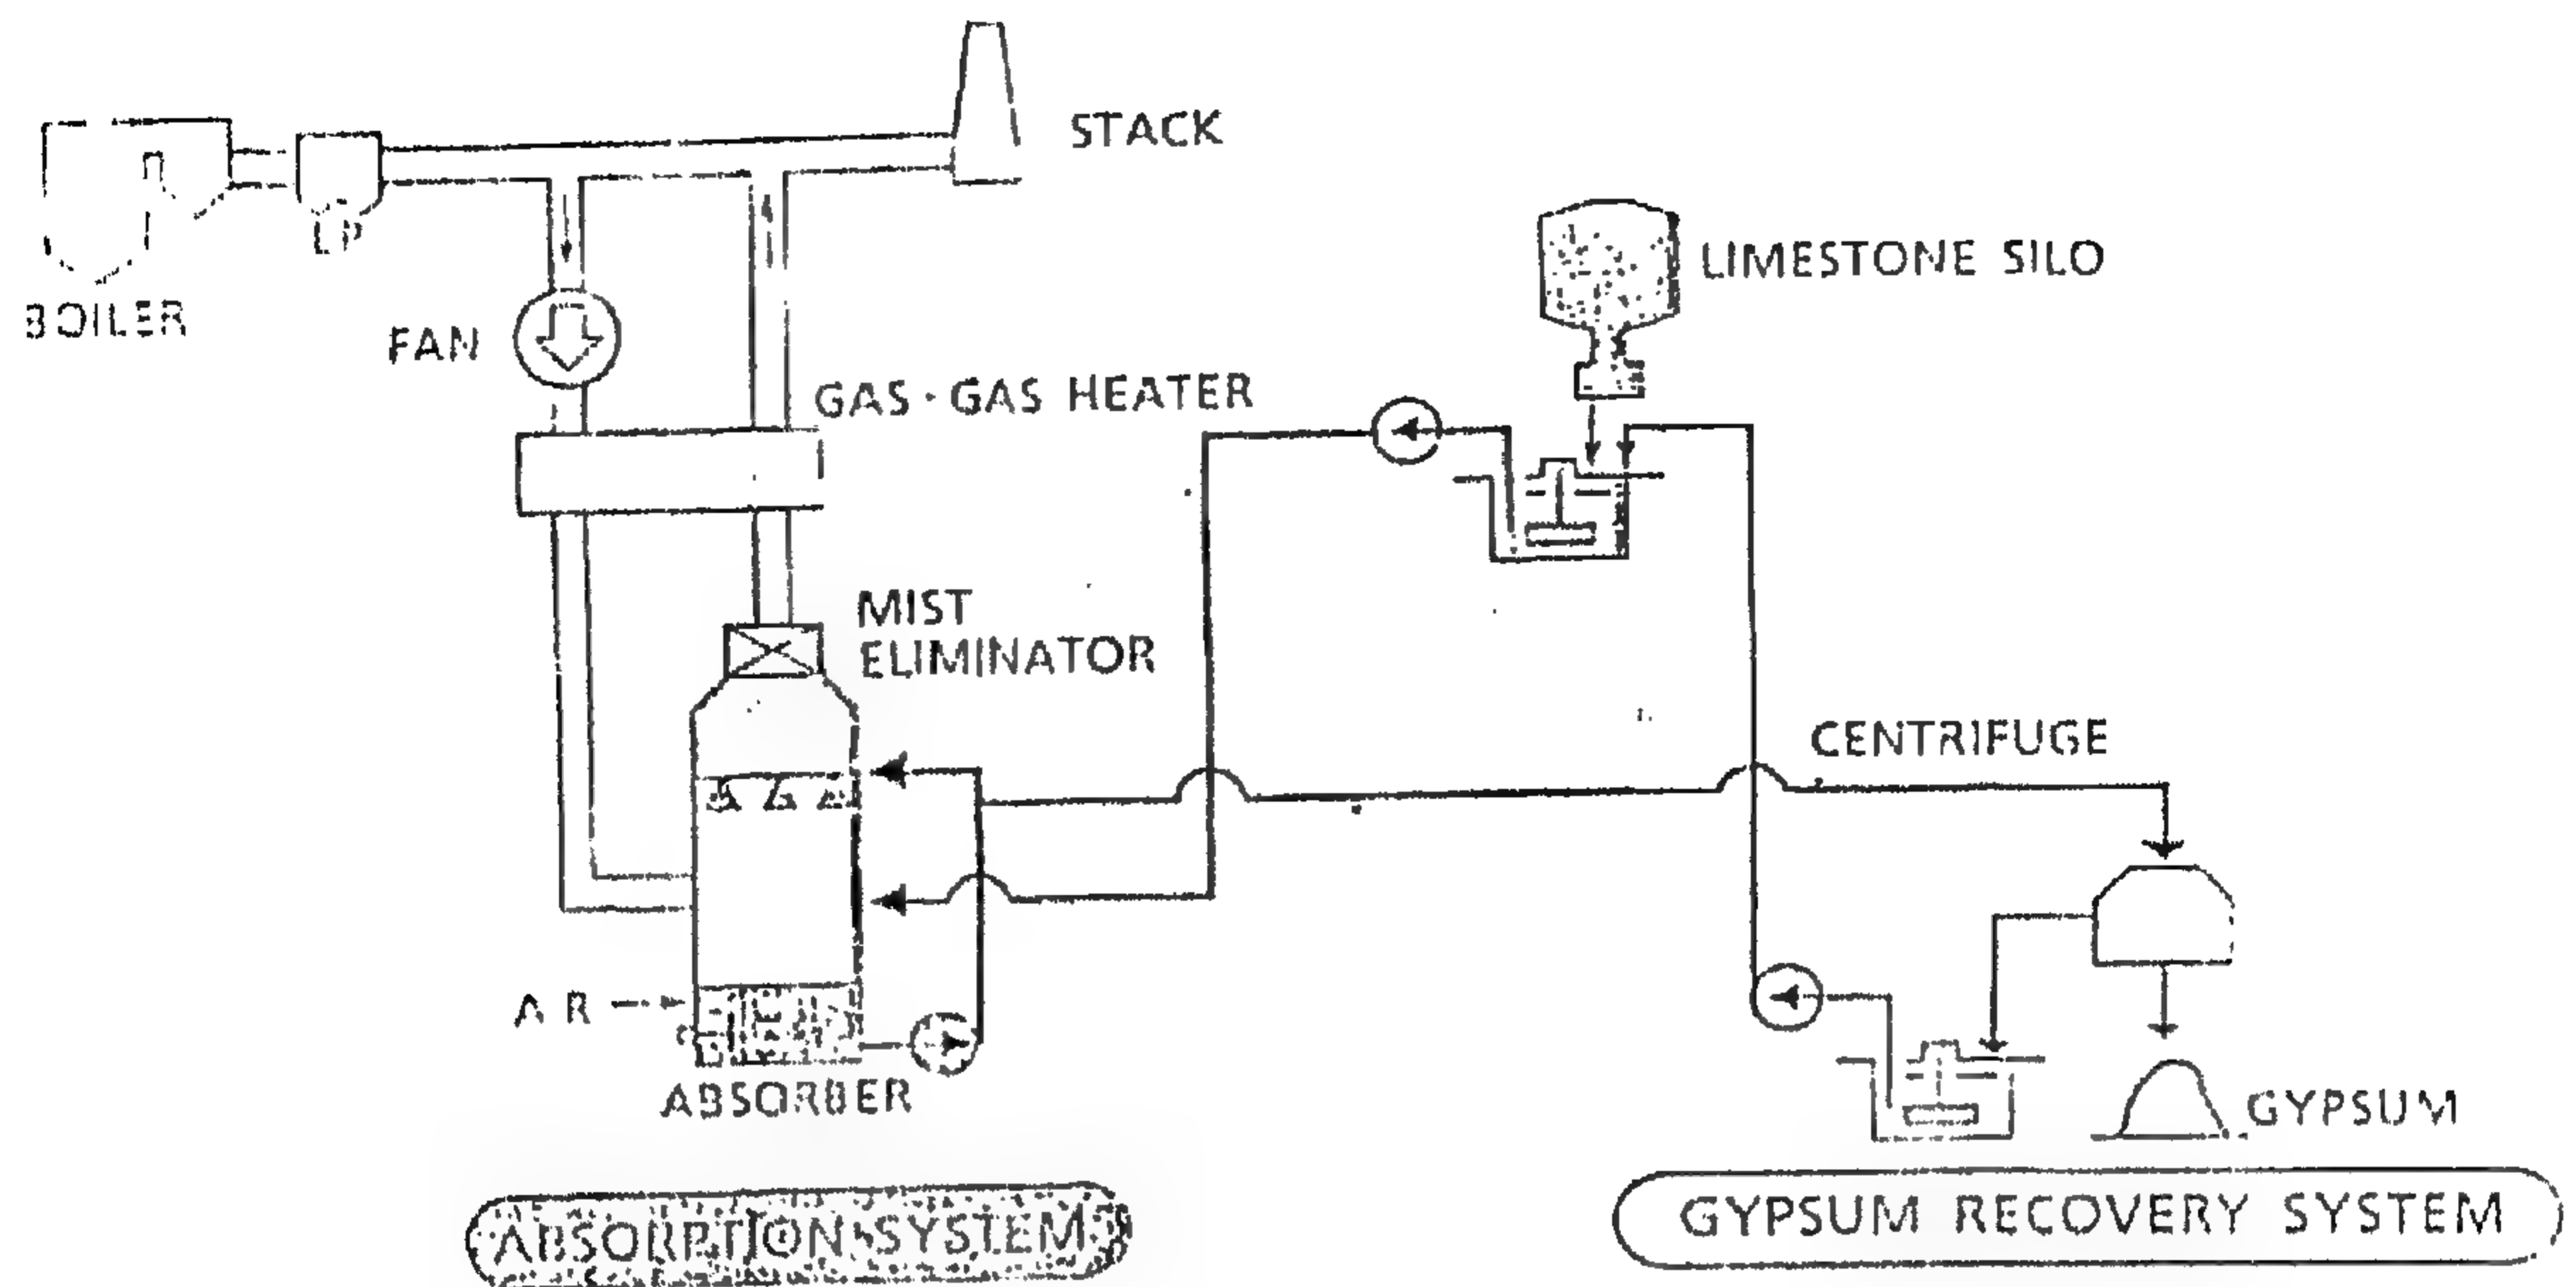 STACK
BOILER
FAN
LIMESTONE SILO
GAS·GAS HEATER
MIST
ELIMINATOR
CENTRIFUGE
ABSORBER
GYPSUM
ABSORPTION SYSTEM
GYPSUM RECOVERY SYSTEM